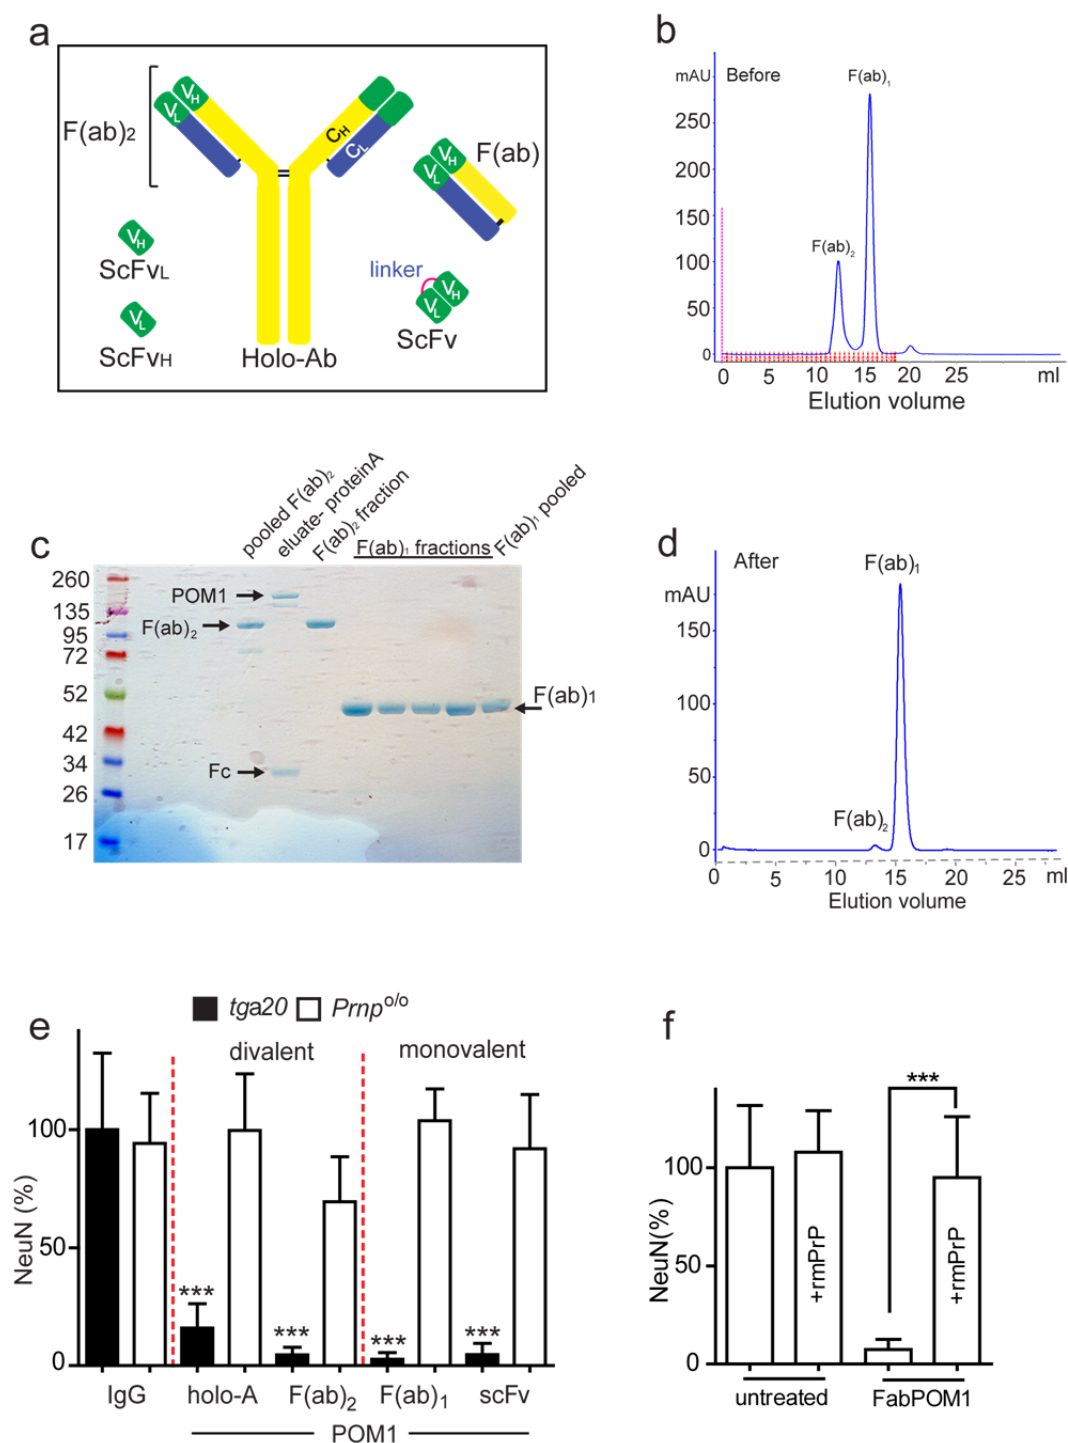 a
F(ab)2
VL
VH
CH
CL
VH
VL
F(ab)
VH
ScFvL
VL
ScFvH
Holo-Ab
linker
VL
VH
ScFv
b
mAU
Before
F(ab)1
F(ab)2
250
200
150
100
50
0
0 5 10 15 20 25 ml
Elution volume
c
pooled F(ab)2
eluate- proteinA
F(ab)2 fraction
F(ab)1 fractions
F(ab)1 pooled
260
135
95
72
52
42
34
26
17
POM1
F(ab)2
Fc
F(ab)1
d
After
F(ab)1
mAU
150
100
50
0
F(ab)2
0 5 10 15 20 25 ml
Elution volume
e
tga20 Prnpo/o
divalent
monovalent
NeuN (%)
100
50
0
*** *** *** ***
IgG holo-A F(ab)2 F(ab)1 scFv
POM1
f
***
NeuN(%)
100
50
0
+rmPrP
+rmPrP
untreated FabPOM1